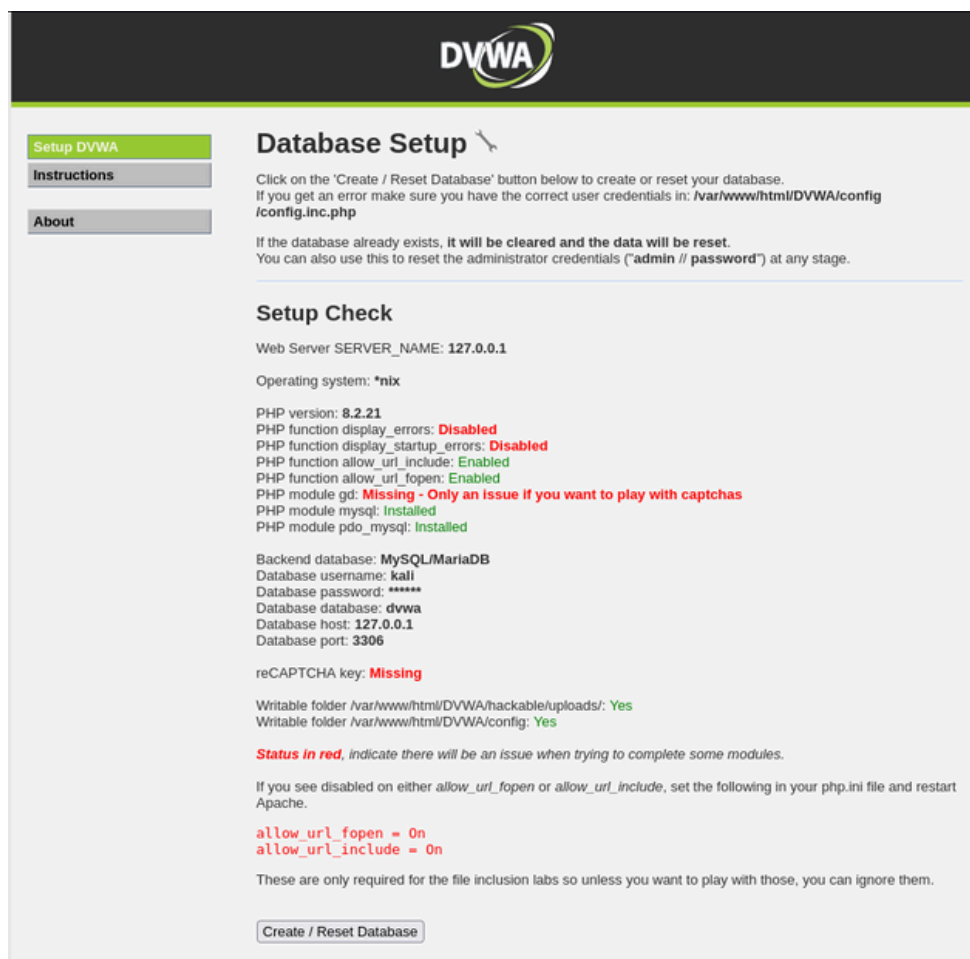 DVWA
Setup DVWA
Instructions
About
Database Setup
Click on the 'Create / Reset Database' button below to create or reset your database.
If you get an error make sure you have the correct user credentials in: /var/www/html/DVWA/config
/config.inc.php
If the database already exists, it will be cleared and the data will be reset.
You can also use this to reset the administrator credentials ("admin // password") at any stage.
Setup Check
Web Server SERVER_NAME: 127.0.0.1
Operating system: *nix
PHP version: 8.2.21
PHP function display_errors: Disabled
PHP function display_startup_errors: Disabled
PHP function allow_url_include: Enabled
PHP function allow_url_fopen: Enabled
PHP module gd: Missing - Only an issue if you want to play with captchas
PHP module mysql: Installed
PHP module pdo_mysql: Installed
Backend database: MySQL/MariaDB
Database username: kali
Database password: ******
Database database: dvwa
Database host: 127.0.0.1
Database port: 3306
reCAPTCHA key: Missing
Writable folder /var/www/html/DVWA/hackable/uploads/: Yes
Writable folder /var/www/html/DVWA/config: Yes
Status in red, indicate there will be an issue when trying to complete some modules.
If you see disabled on either allow_url_fopen or allow_url_include, set the following in your php.ini file and restart
Apache.
allow_url_fopen = On
allow_url_include = On
These are only required for the file inclusion labs so unless you want to play with those, you can ignore them.
Create / Reset Database